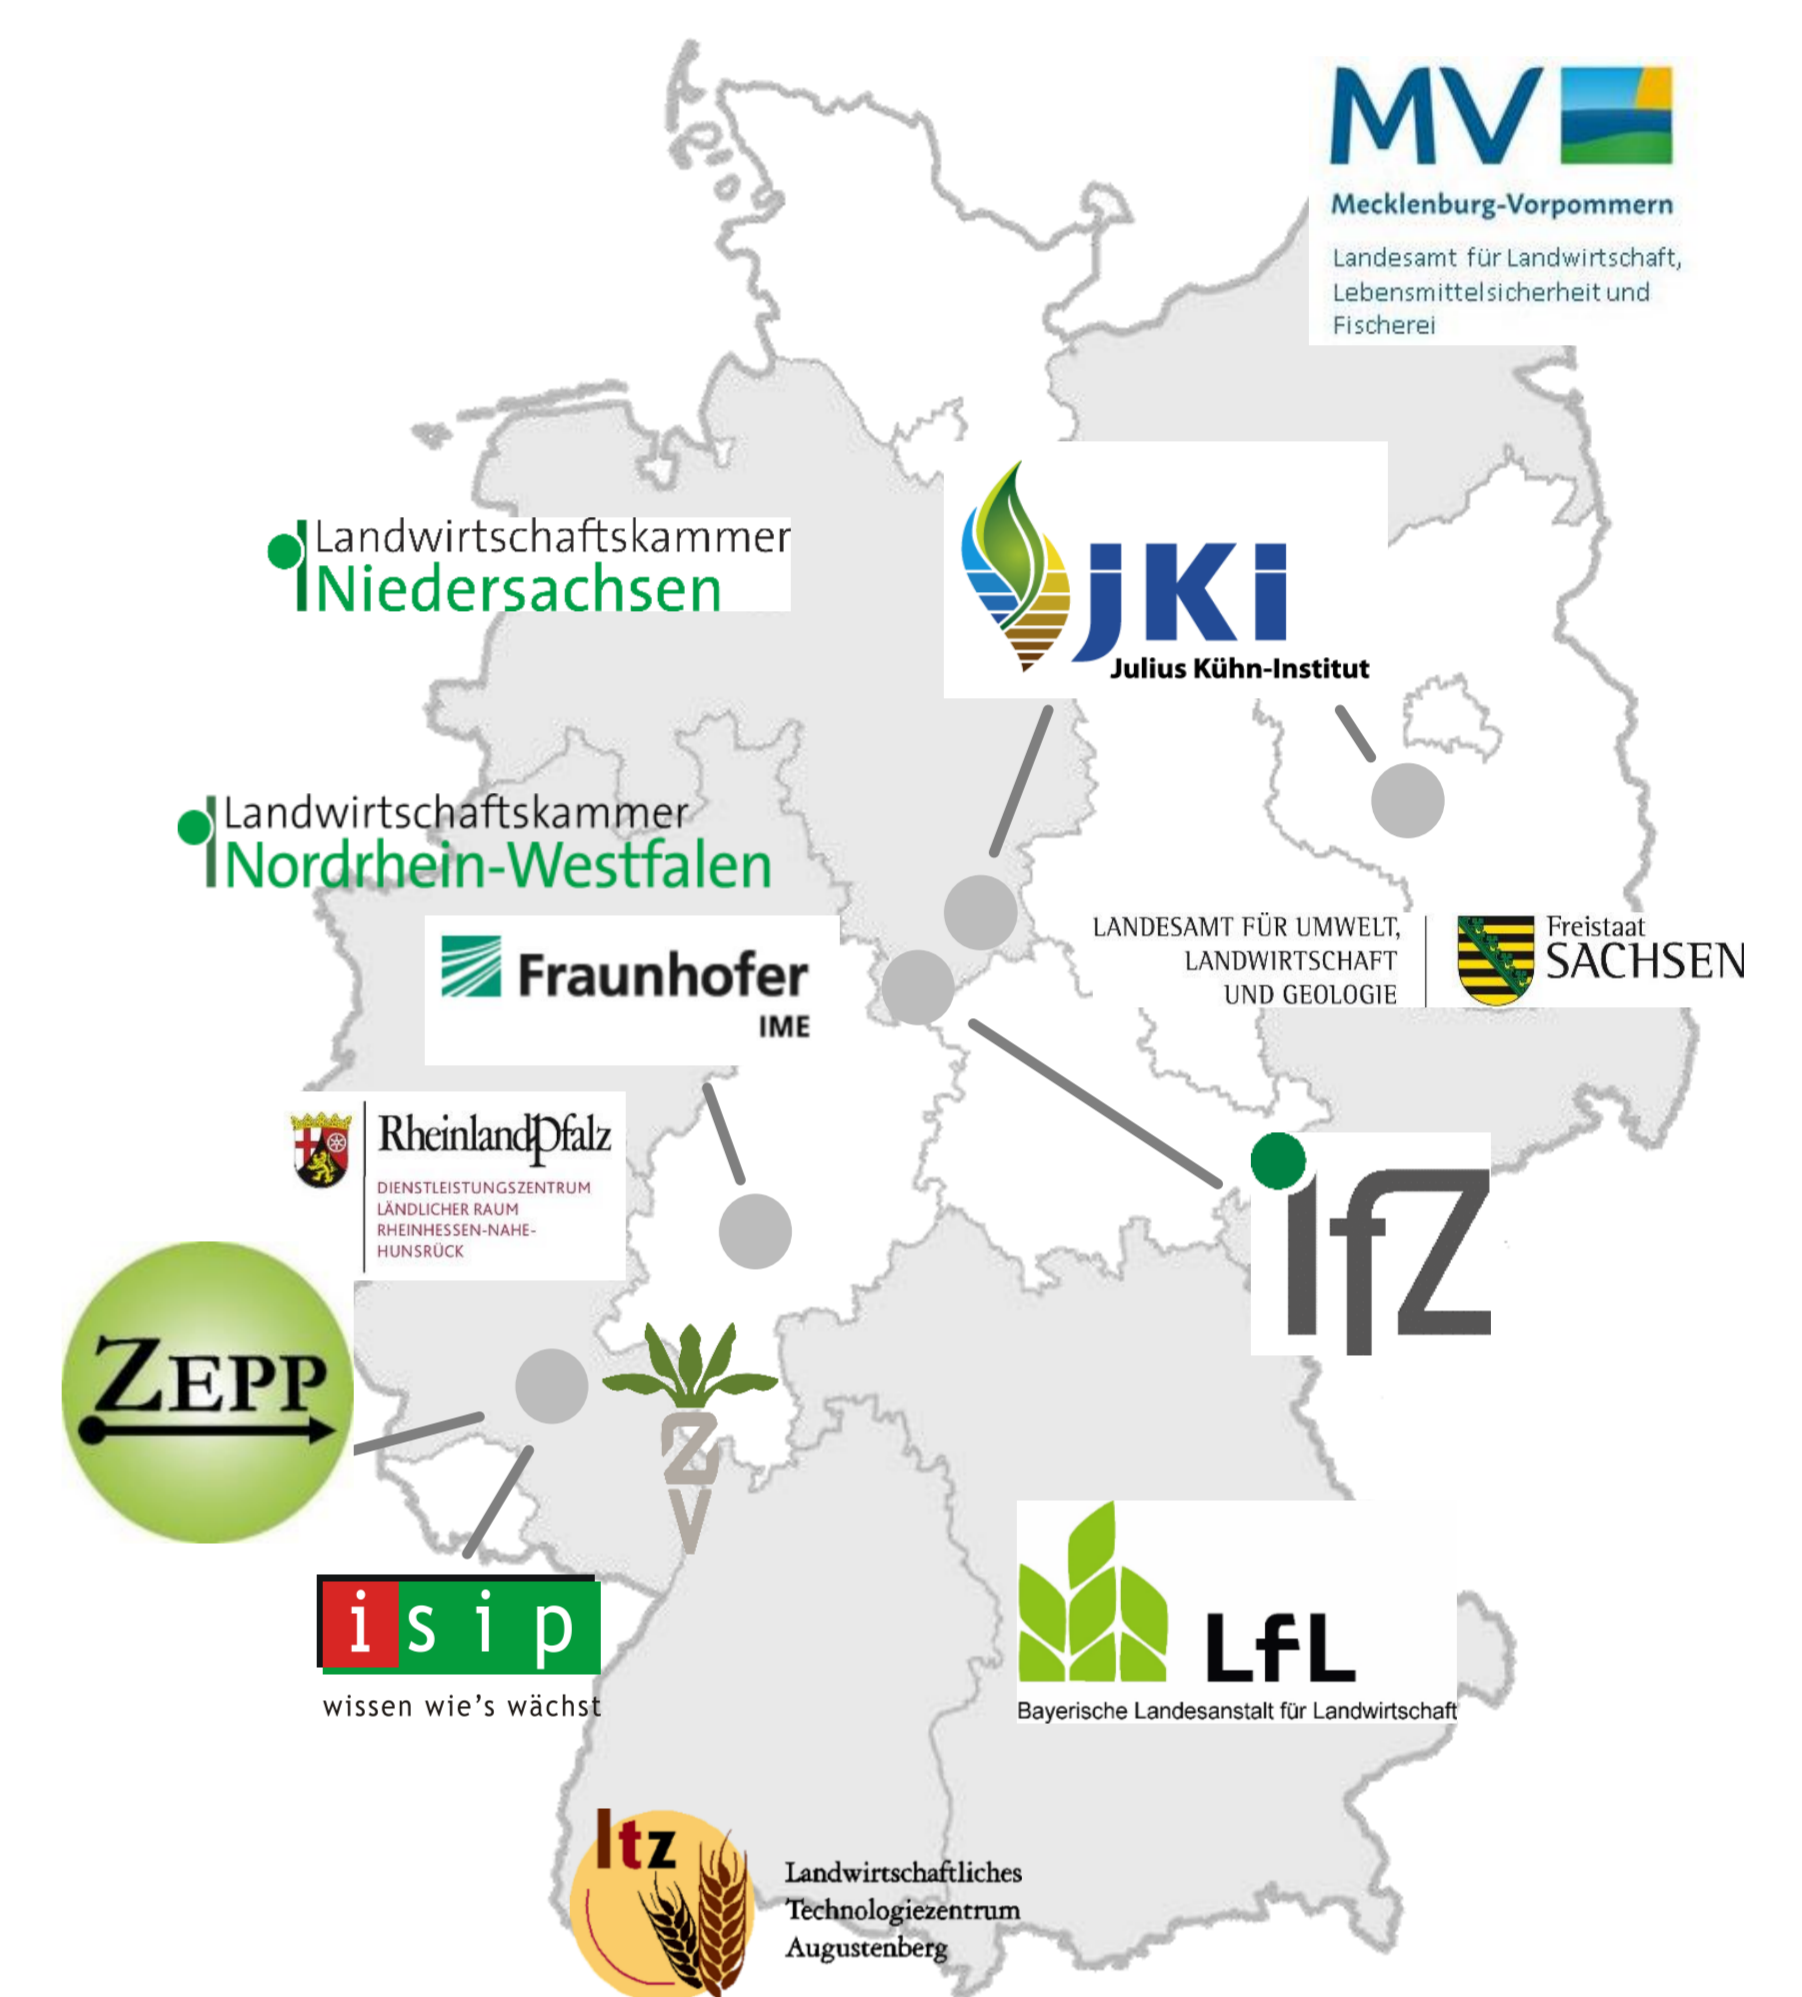 MV
Mecklenburg-Vorpommern
Landesamt für Landwirtschaft,
Lebensmittelsicherheit und
Fischerei
Landwirtschaftskammer
Niedersachsen
jKi
Julius Kühn-Institut
Landwirtschaftskammer
Nordrhein-Westfalen
LANDESAMT FÜR UMWELT,
LANDWIRTSCHAFT
UND GEOLOGIE
Freistaat
SACHSEN
Fraunhofer
IME
RheinlandPfalz
DIENSTLEISTUNGSZENTRUM
LÄNDLICHER RAUM
RHEINHESSEN-NAHE-
HUNSRÜCK
ifZ
ZEPP
Z
V
isip
wissen wie's wächst
LfL
Bayerische Landesanstalt für Landwirtschaft
ltz
Landwirtschaftliches
Technologiezentrum
Augustenberg